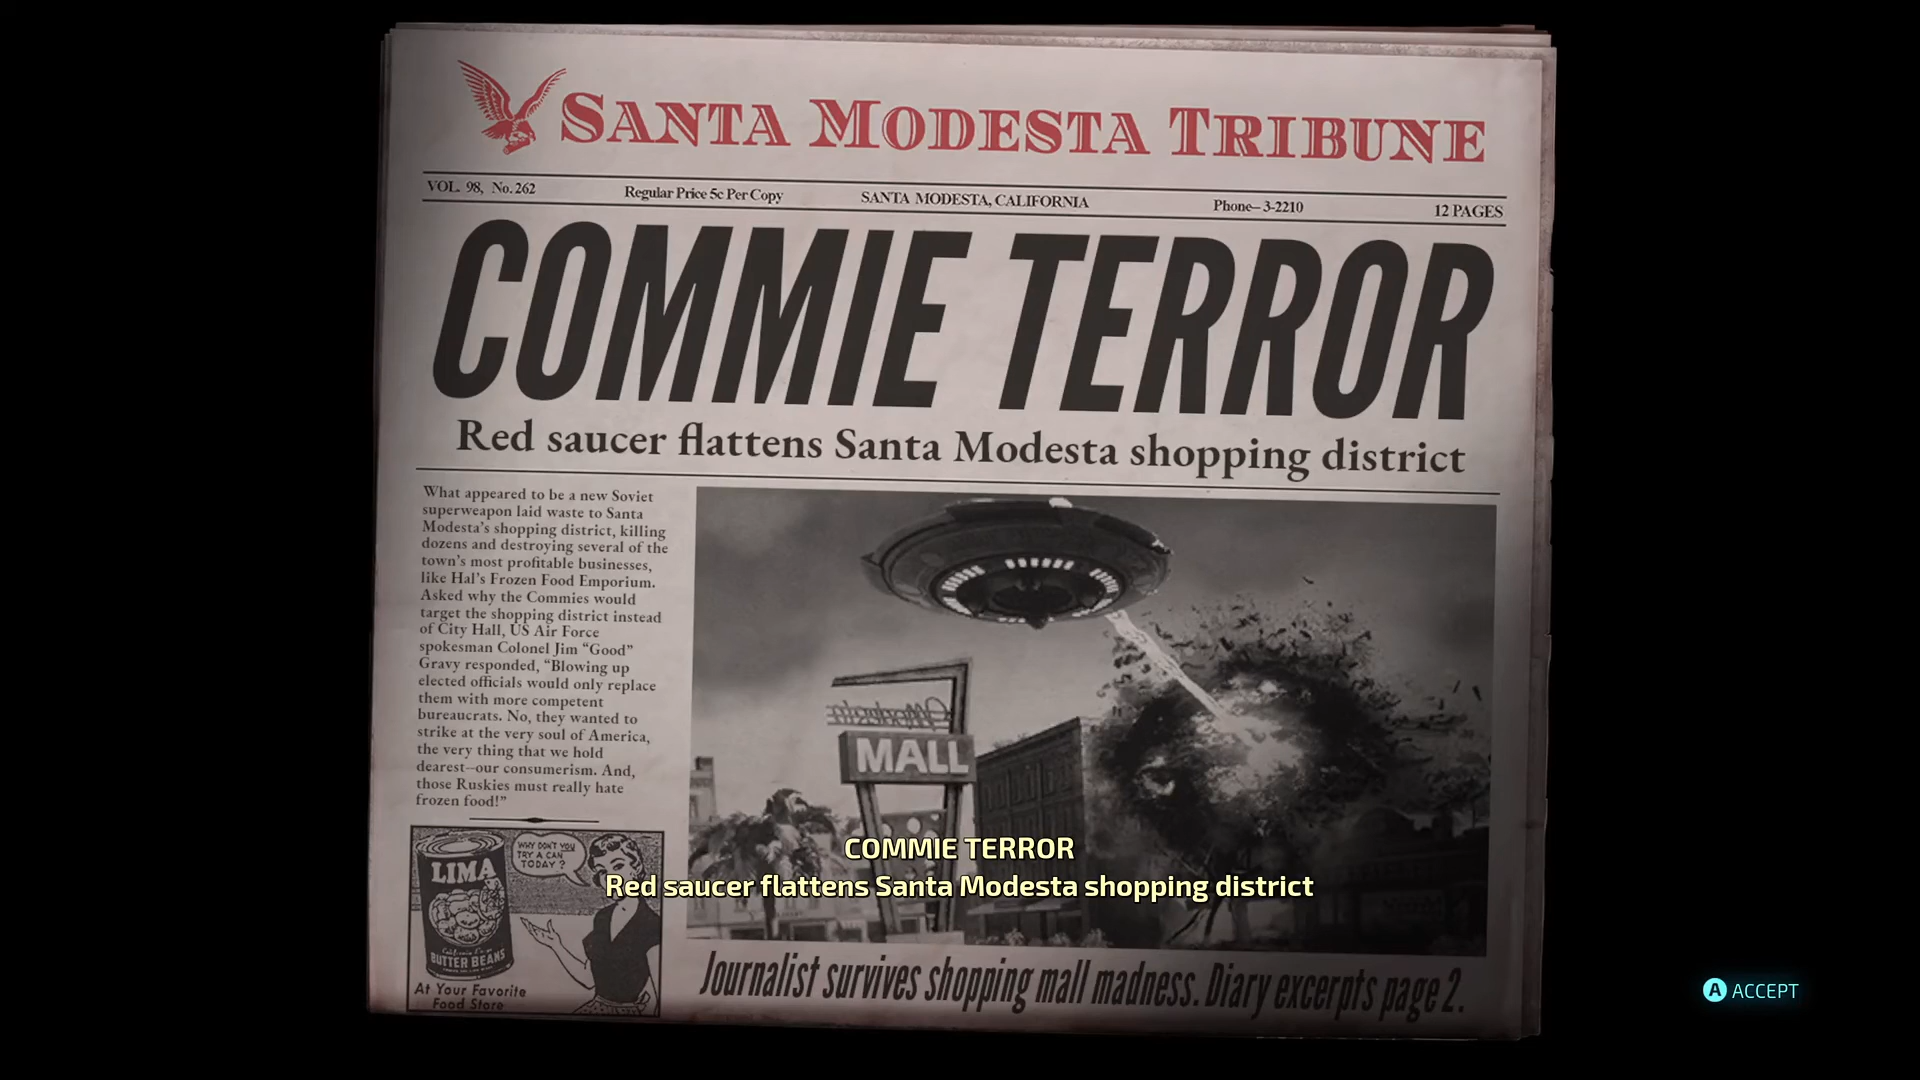 SANTA MODESTA TRIBUNE
VOL. 98, No. 262
Regular Price 5c Per Copy
SANTA MODESTA, CALIFORNIA
Phone– 3-2210
12 PAGES
COMMIE TERROR
Red saucer flattens Santa Modesta shopping district
What appeared to be a new Soviet
superweapon laid waste to Santa
Modesta's shopping district, killing
dozens and destroying several of the
town's most profitable businesses,
like Hal's Frozen Food Emporium.
Asked why the Commies would
target the shopping district instead
of City Hall, US Air Force
spokesman Colonel Jim “Good”
Gravy responded, “Blowing up
elected officials would only replace
them with more competent
bureaucrats. No, they wanted to
strike at the very soul of America,
the very thing that we hold
dearest--our consumerism. And,
those Ruskies must really hate
frozen food!”
WHY DON'T YOU
TRY A CAN
TODAY?
LIMA
BUTTER BEANS
At Your Favorite
Food Store
Modesta
MALL
COMMIE TERROR
Red saucer flattens Santa Modesta shopping district
Journalist survives shopping mall madness. Diary excerpts page 2.
A ACCEPT